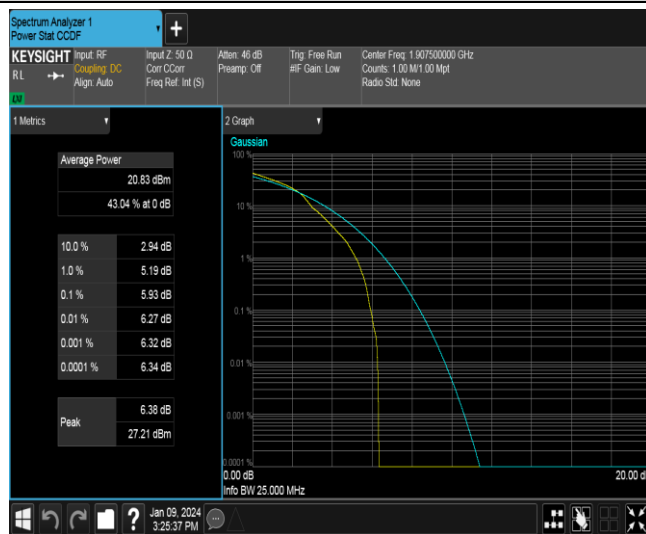 Spectrum Analyzer 1
Power Stat CCDF
+
KEYSIGHT
RL
Input: RF
Coupling: DC
Align: Auto
Input Z: 50 Ω
Corr CCorr
Freq Ref: Int (S)
Atten: 46 dB
Preamp: Off
Trig: Free Run
#IF Gain: Low
Center Freq: 1.907500000 GHz
Counts: 1.00 M/1.00 Mpt
Radio Std: None
1 Metrics
Average Power
20.83 dBm
43.04 % at 0 dB
10.0 % 2.94 dB
1.0 % 5.19 dB
0.1 % 5.93 dB
0.01 % 6.27 dB
0.001 % 6.32 dB
0.0001 % 6.34 dB
Peak
6.38 dB
27.21 dBm
2 Graph
Gaussian
100 %
10 %
1 %
0.1 %
0.01 %
0.001 %
0.0001 %
0.00 dB
20.00 d
Info BW 25.000 MHz
?
Jan 09, 2024
3:25:37 PM